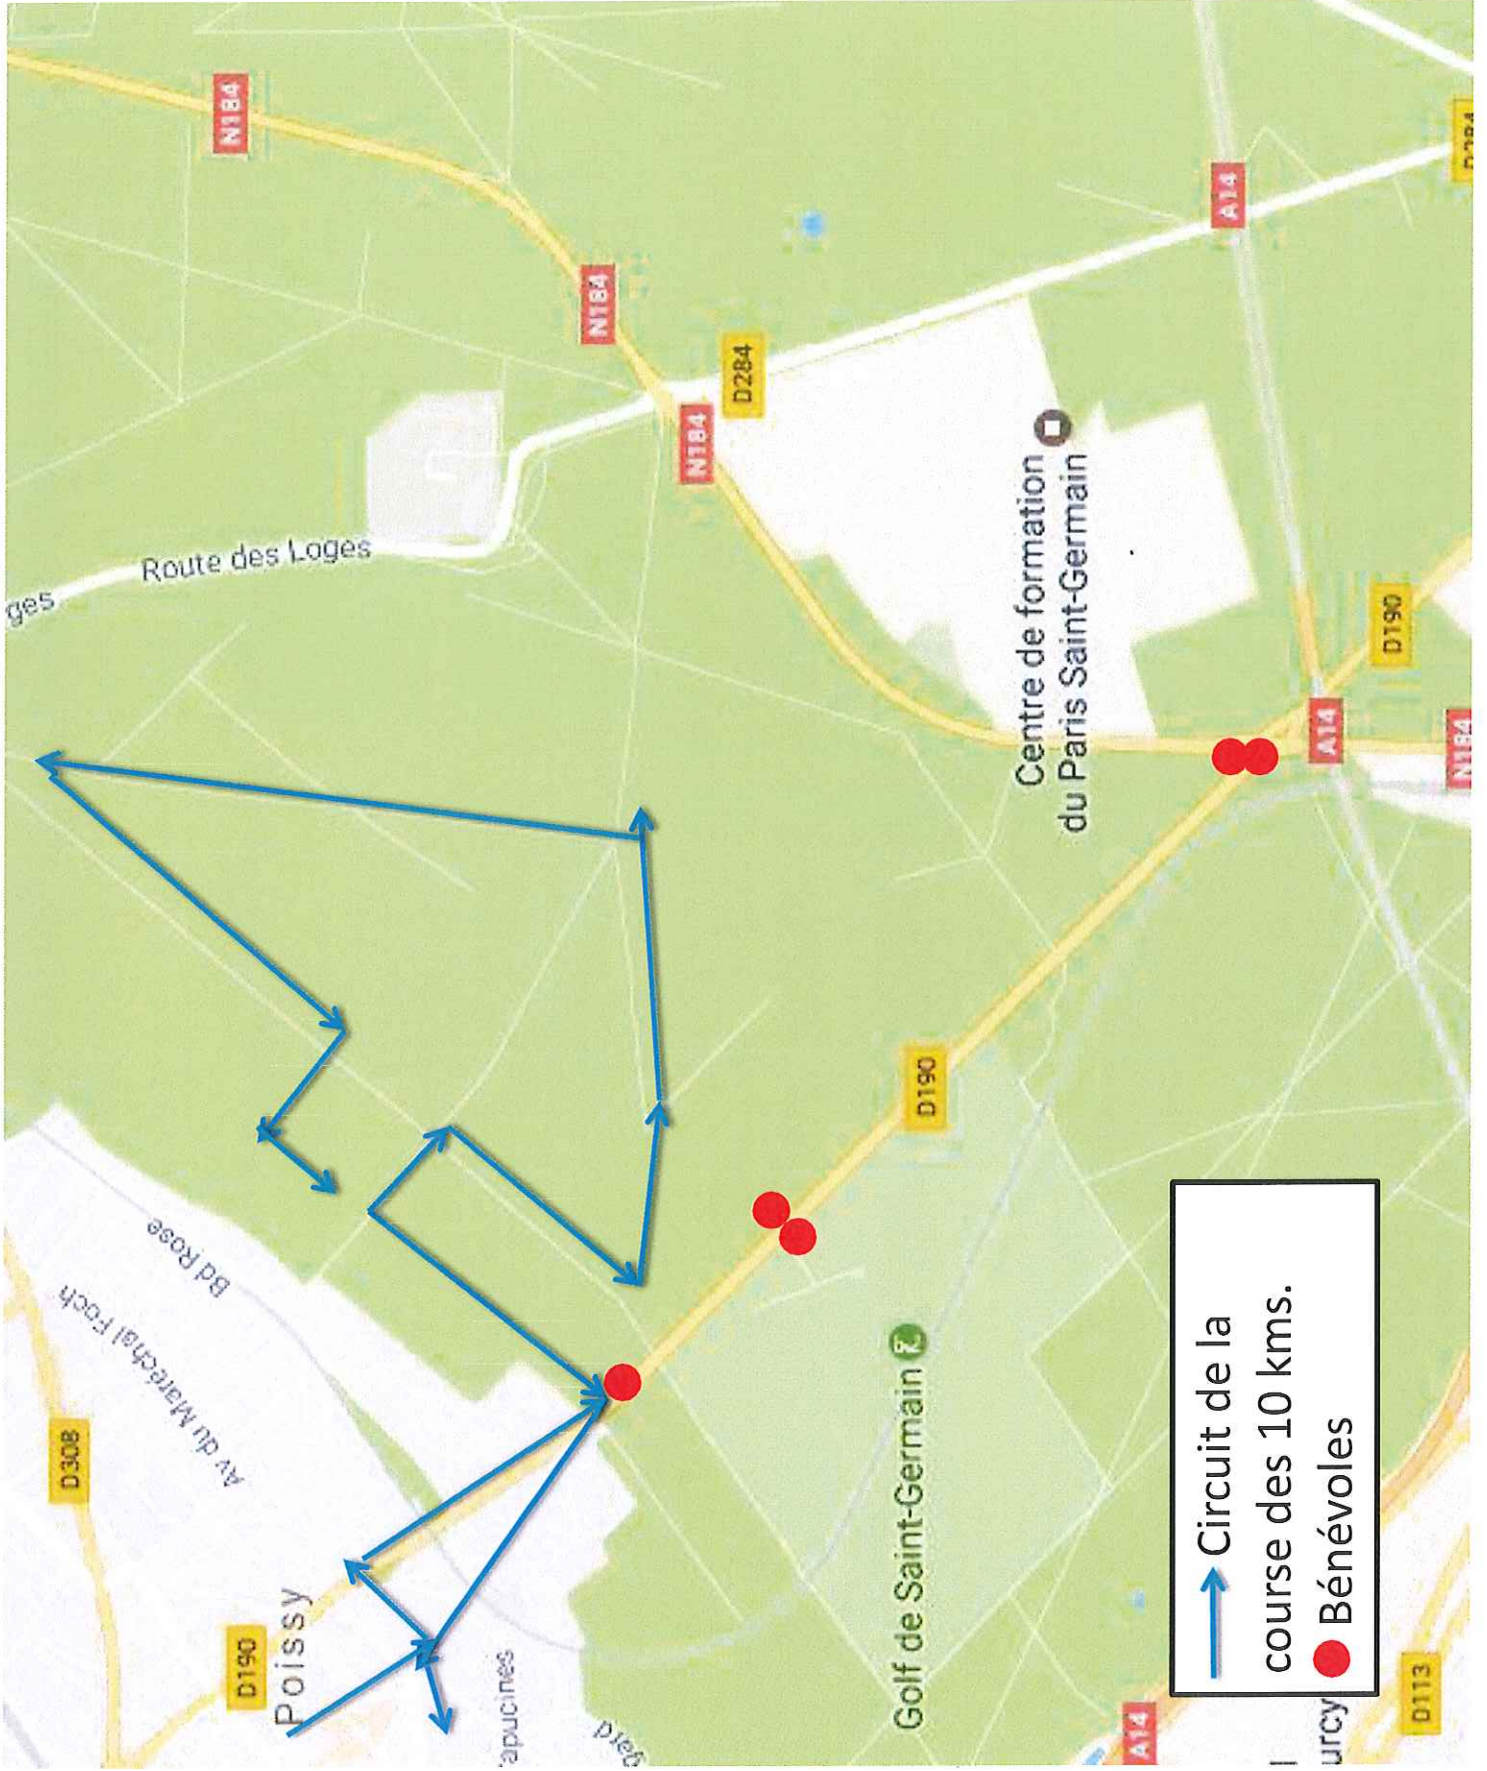 ges
D308
Av du Maréchal Foch
Bd Rose
N184
D190
Route des Loges
Poissy
apucines
N184
gard
N184
D284
Golf de Saint-Germain
D190
Centre de formation
du Paris Saint-Germain
A14
A14
Circuit de la
course des 10 kms.
Bénévoles
A14
urcy
D190
D113
N184